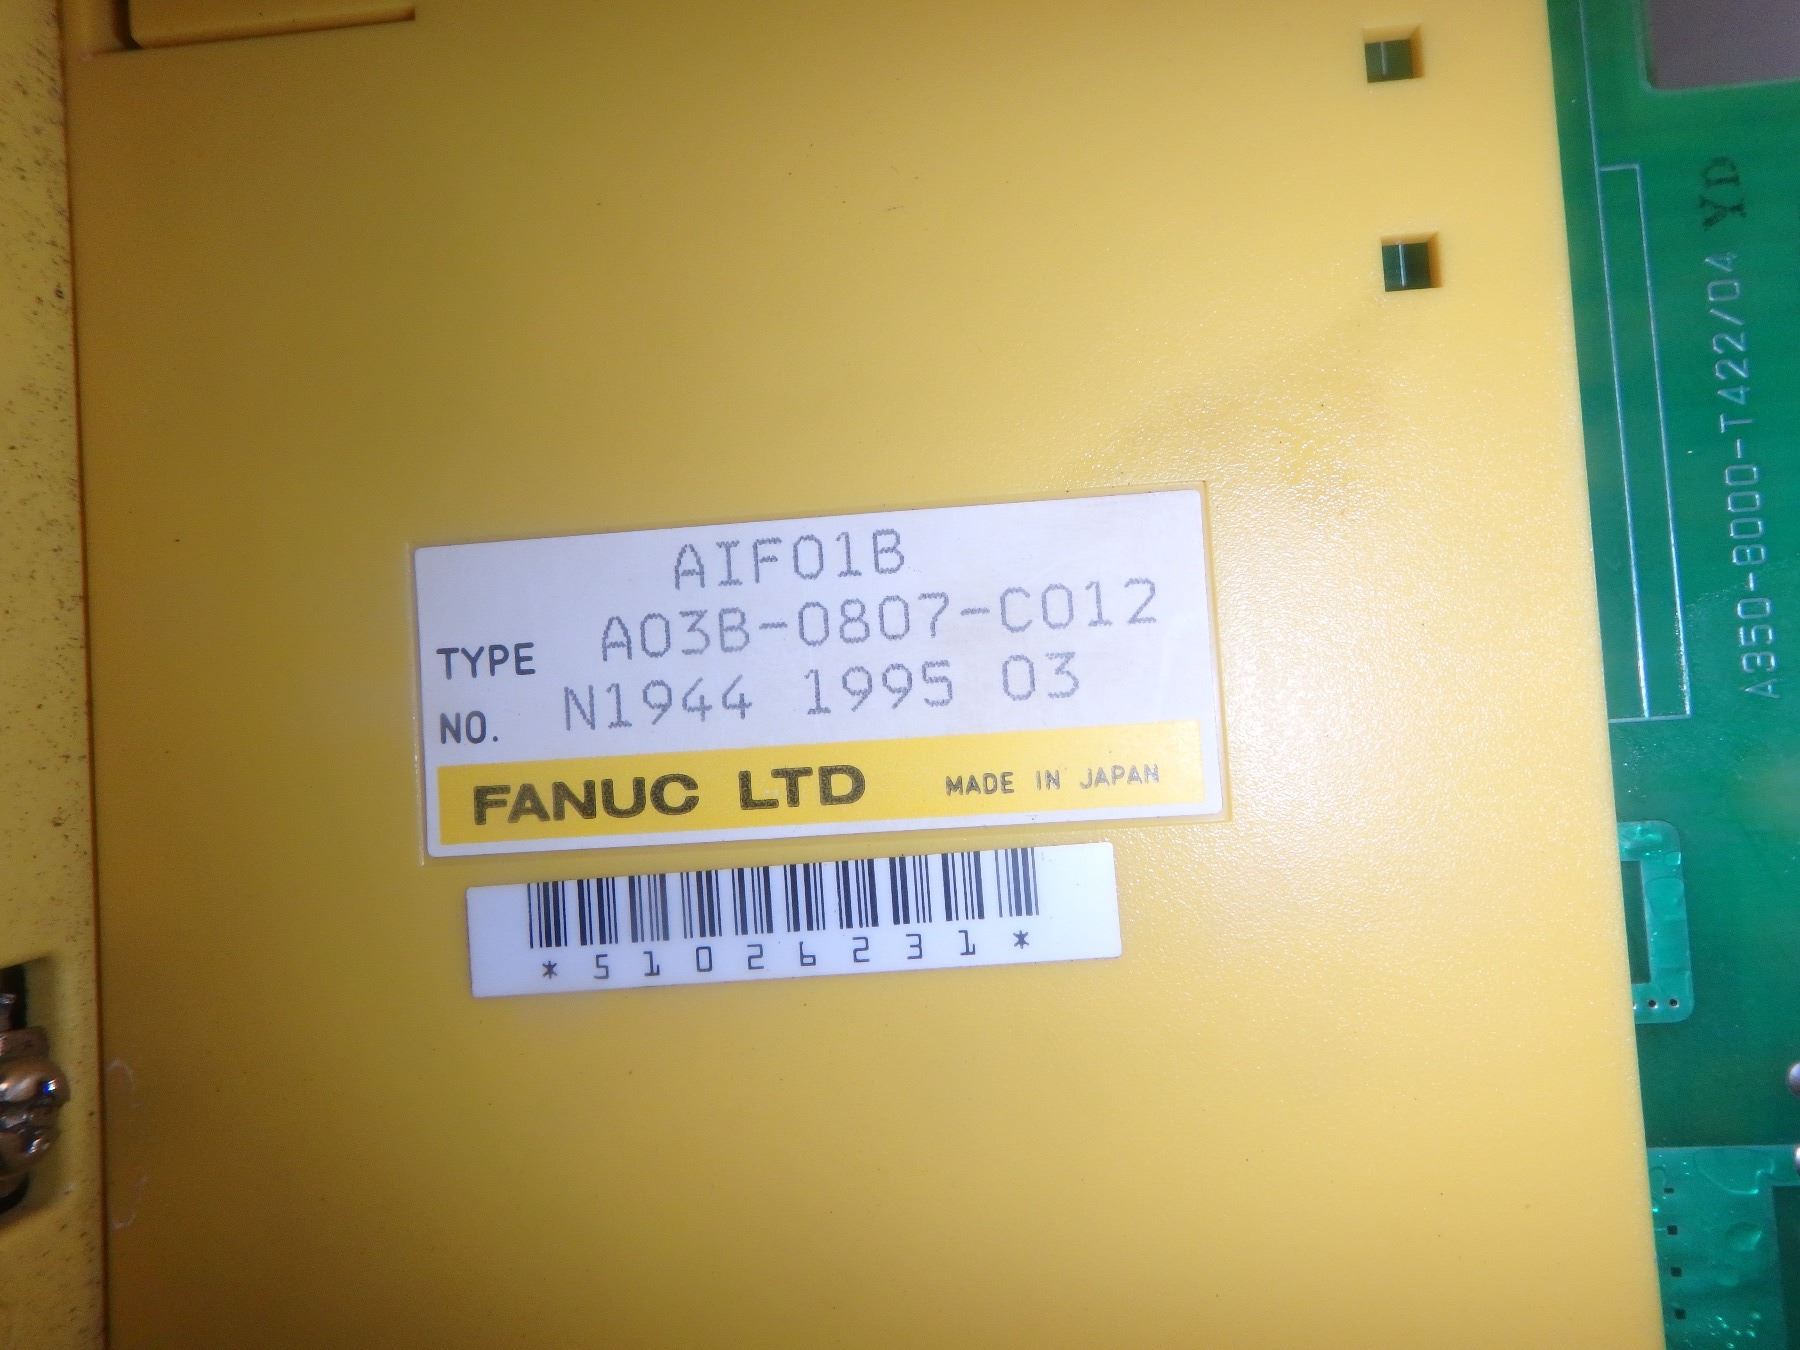 AIF01B
TYPE A03B-0807-C012
NO. N1944 1995 03
FANUC LTD MADE IN JAPAN
*51026231*
A350-8000-T422/04 YD